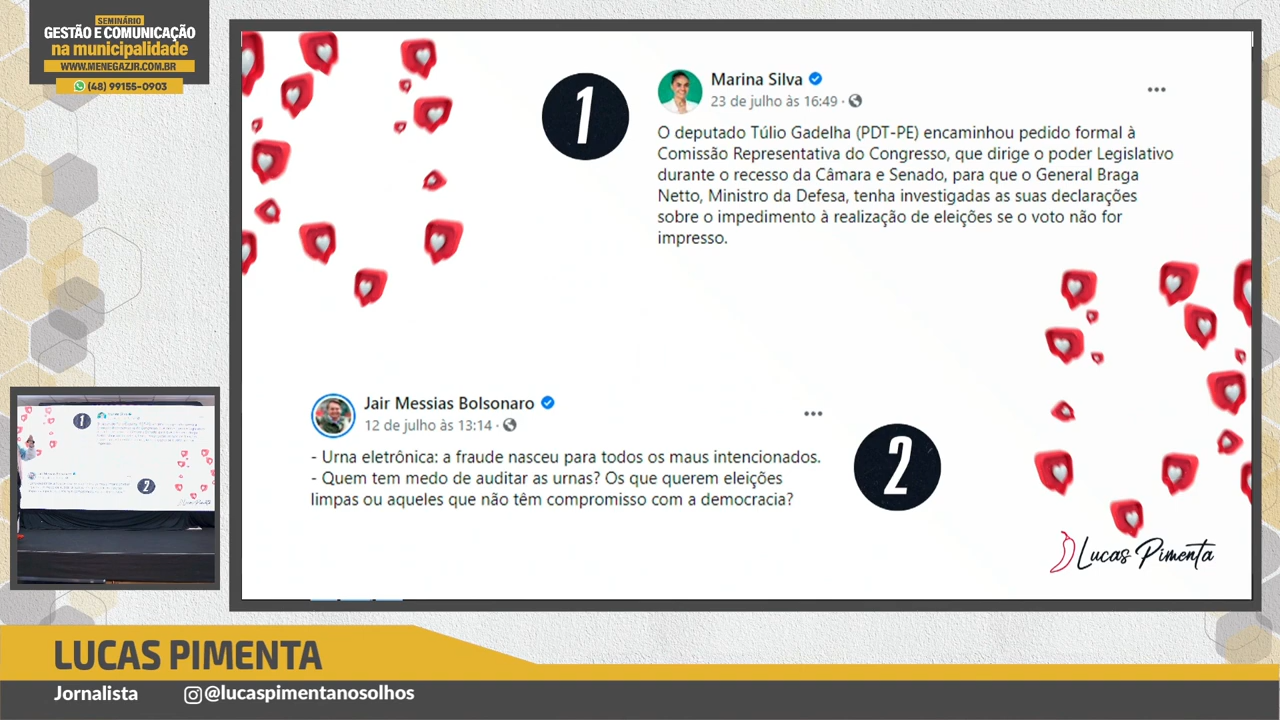 SEMINÁRIO
GESTÃO E COMUNICAÇÃO
na municipalidade
WWW.MENEGAZJR.COM.BR
(48) 99155-0903
1
Marina Silva
23 de julho às 16:49 ·
O deputado Túlio Gadelha (PDT-PE) encaminhou pedido formal à
Comissão Representativa do Congresso, que dirige o poder Legislativo
durante o recesso da Câmara e Senado, para que o General Braga
Netto, Ministro da Defesa, tenha investigadas as suas declarações
sobre o impedimento à realização de eleições se o voto não for
impresso.
Jair Messias Bolsonaro
12 de julho às 13:14 ·
- Urna eletrônica: a fraude nasceu para todos os maus intencionados.
- Quem tem medo de auditar as urnas? Os que querem eleições
limpas ou aqueles que não têm compromisso com a democracia?
2
Lucas Pimenta
1
2
LUCAS PIMENTA
Jornalista
@lucaspimentanosolhos